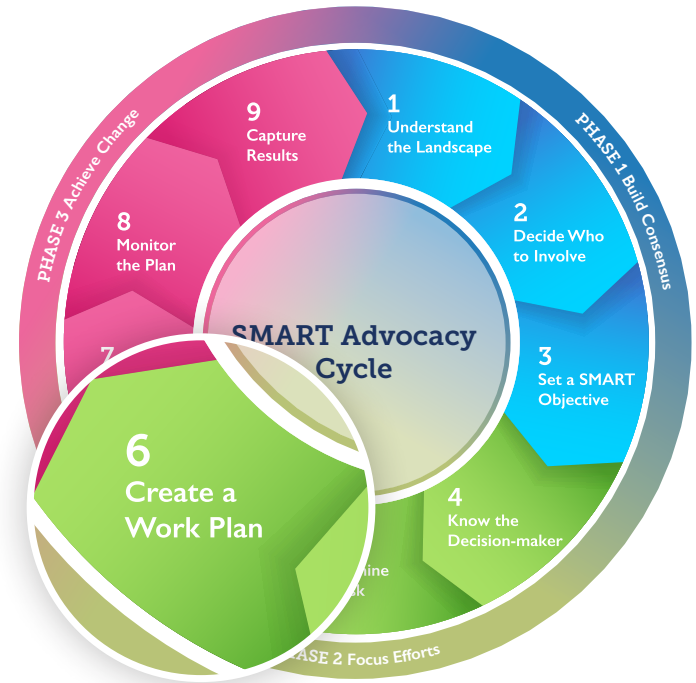 SMART Advocacy
Cycle
PHASE 1 Build Consensus
1
Understand
the Landscape
2
Decide Who
to Involve
3
Set a SMART
Objective
PHASE 2 Focus Efforts
4
Know the
Decision-maker
6
Create a
Work Plan
PHASE 3 Achieve Change
7
8
Monitor
the Plan
9
Capture
Results